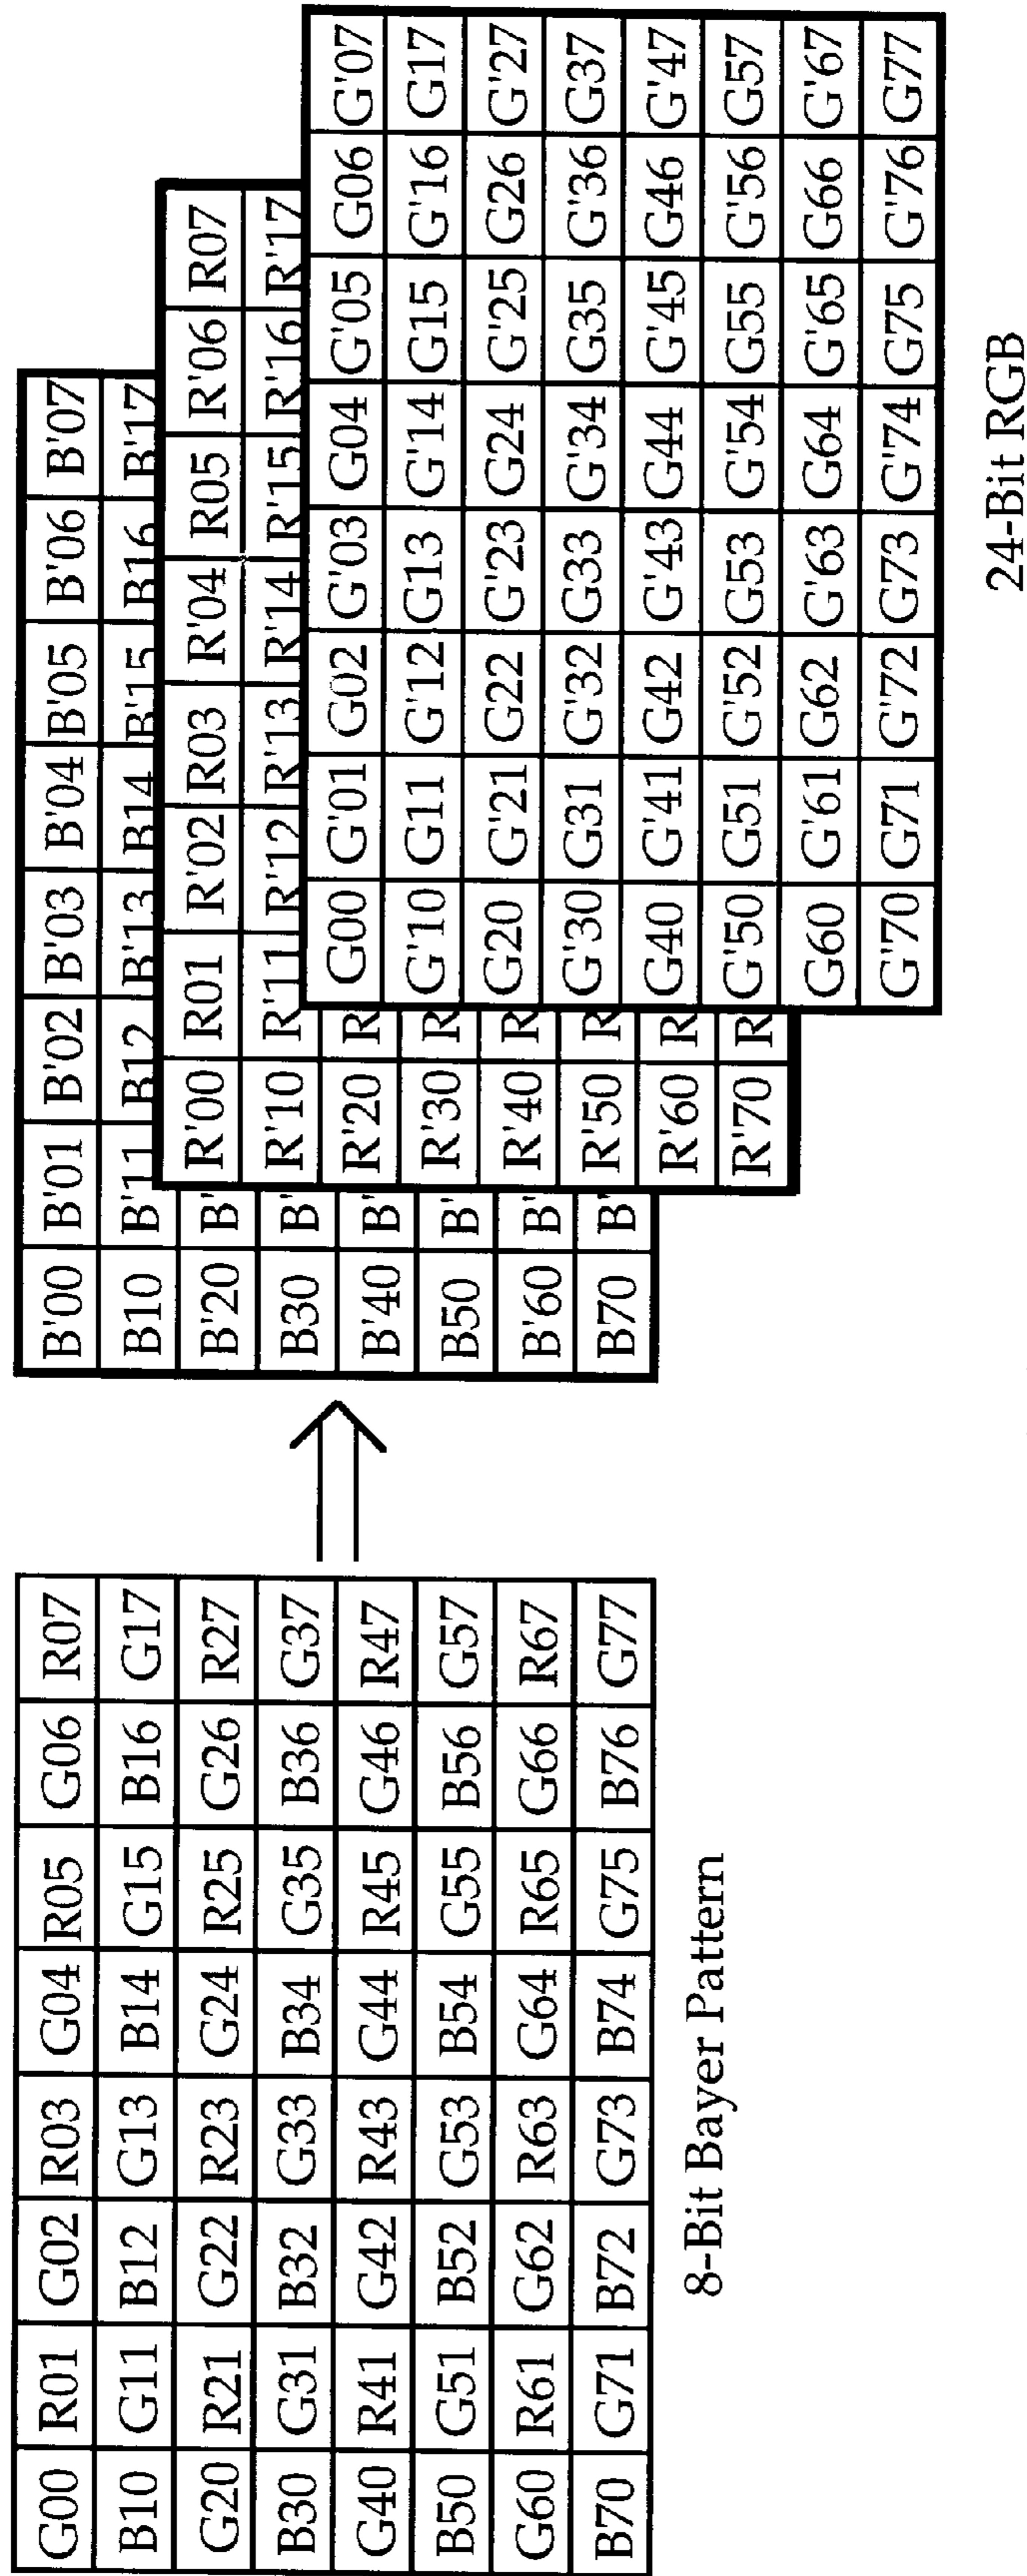 G00 R01 G02 R03 G04 R05 G06 R07
B10 G11 B12 G13 B14 G15 B16 G17
G20 R21 G22 R23 G24 R25 G26 R27
B30 G31 B32 G33 B34 G35 B36 G37
G40 R41 G42 R43 G44 R45 G46 R47
B50 G51 B52 G53 B54 G55 B56 G57
G60 R61 G62 R63 G64 R65 G66 R67
B70 G71 B72 G73 B74 G75 B76 G77
8-Bit Bayer Pattern
B'00 B'01 B'02 B'03 B'04 B'05 B'06 B'07
B10 B'11 B12 B'13 B14 B'15 B16 B'17
B'20 B'
B30 B'
B'40 B'
B50 B'
B'60 B'
B70 B'
R'00 R01 R'02 R03 R'04 R05 R'06 R07
R'10 R'11 R'12 R'13 R'14 R'15 R'16 R'17
R'20 R
R'30 R
R'40 R
R'50 R
R'60 R
R'70 R
G00 G'01 G02 G'03 G04 G'05 G06 G'07
G'10 G11 G'12 G13 G'14 G15 G'16 G17
G20 G'21 G22 G'23 G24 G'25 G26 G'27
G'30 G31 G'32 G33 G'34 G35 G'36 G37
G40 G'41 G42 G'43 G44 G'45 G46 G'47
G'50 G51 G'52 G53 G'54 G55 G'56 G57
G60 G'61 G62 G'63 G64 G'65 G66 G'67
G'70 G71 G'72 G73 G'74 G75 G'76 G77
24-Bit RGB